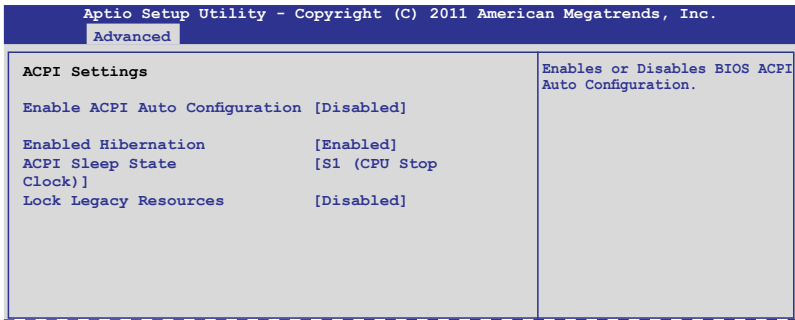 Aptio Setup Utility - Copyright (C) 2011 American Megatrends, Inc.
Advanced
ACPI Settings
Enable ACPI Auto Configuration [Disabled]
Enabled Hibernation [Enabled]
ACPI Sleep State [S1 (CPU Stop
Clock)]
Lock Legacy Resources [Disabled]
Enables or Disables BIOS ACPI
Auto Configuration.